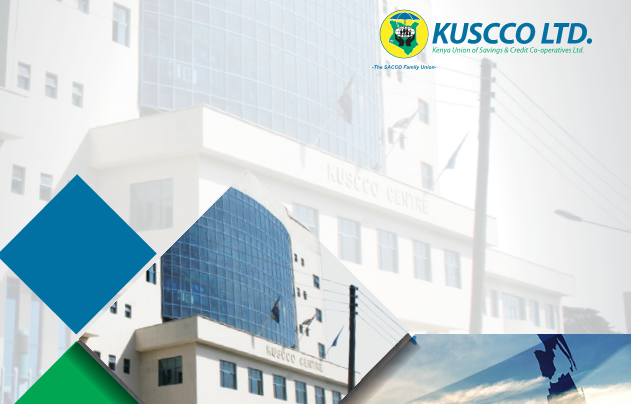 KUSCCO LTD.
Kenya Union of Savings & Credit Co-operatives Ltd.
-The SACCO Family Union-
KUSCCO CENTRE
KUSCCO CENTRE